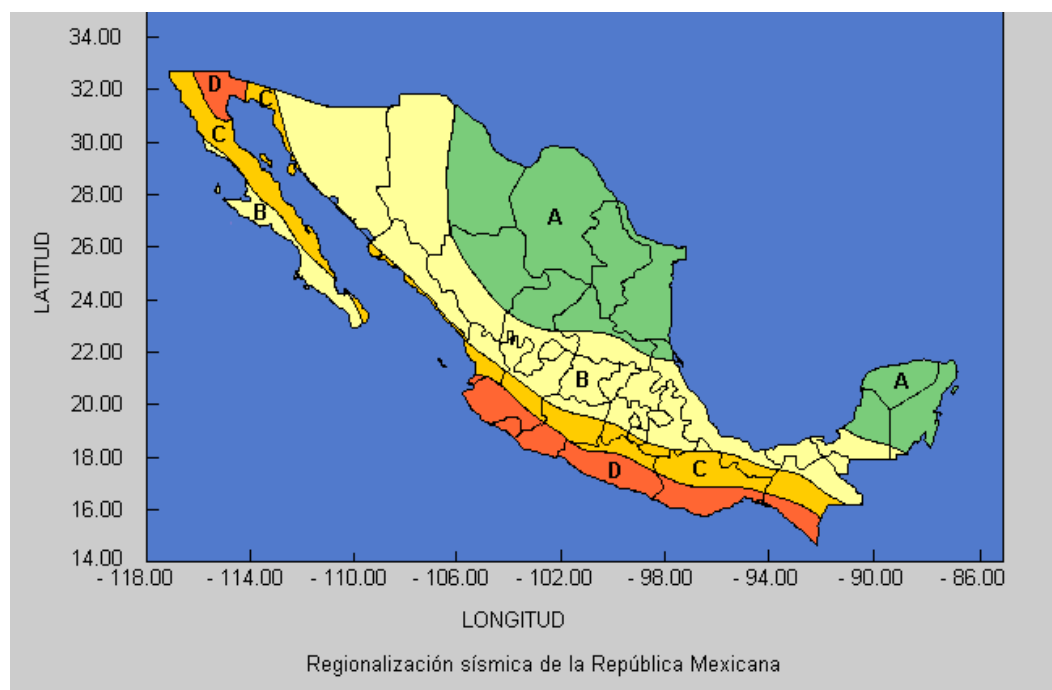 34.00
32.00
30.00
28.00
26.00
24.00
22.00
20.00
18.00
16.00
14.00
LATITUD
D
C
C
B
A
A
B
C
D
- 118.00 - 114.00 - 110.00 - 106.00 - 102.00 - 98.00 - 94.00 - 90.00 - 86.00
LONGITUD
Regionalización sísmica de la República Mexicana